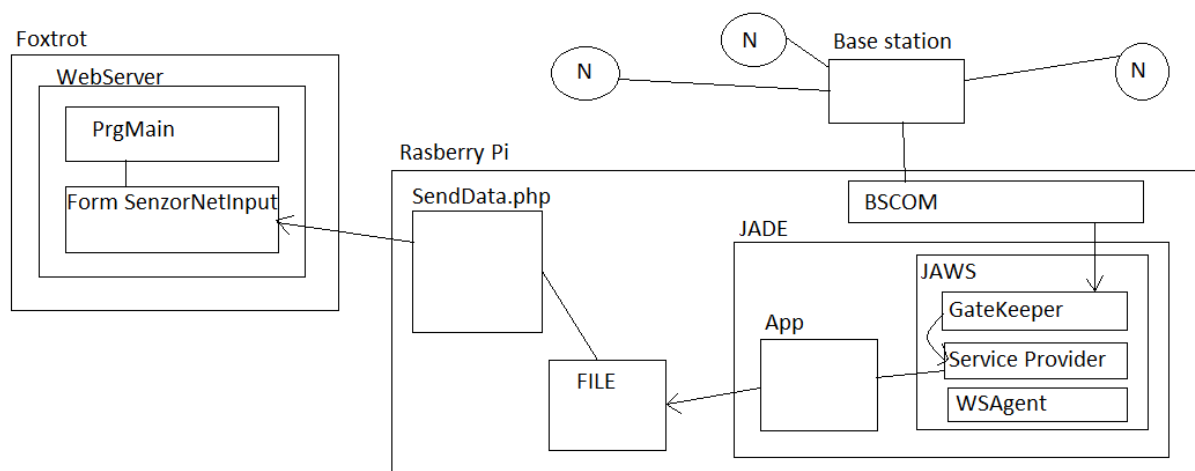 Foxtrot
WebServer
PrgMain
Form SenzorNetInput
N
N
Base station
N
Rasberry Pi
SendData.php
BSCOM
JADE
JAWS
GateKeeper
App
Service Provider
FILE
WSAgent